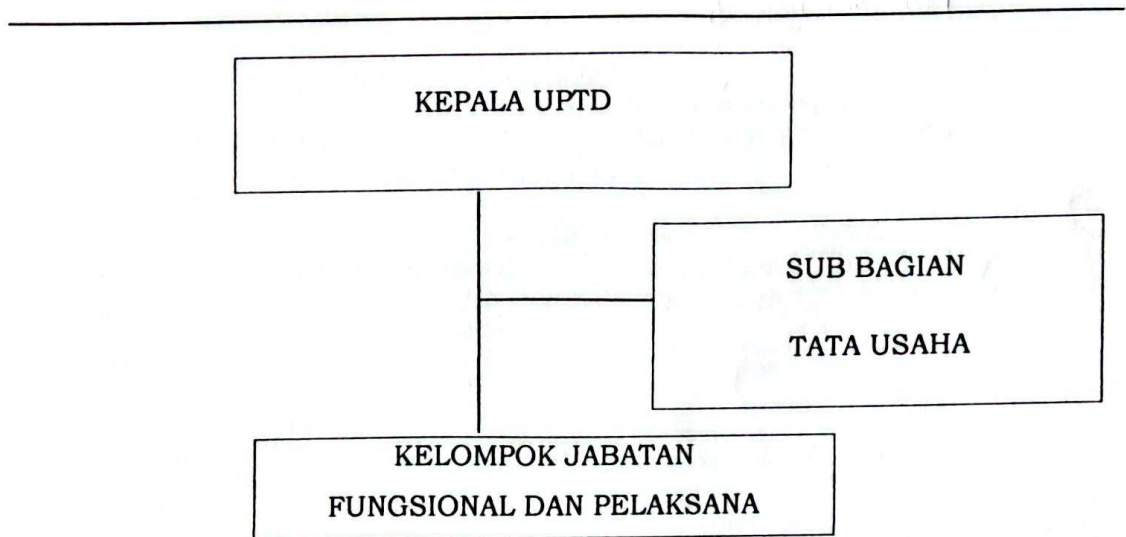 KEPALA UPTD
SUB BAGIAN
TATA USAHA
KELOMPOK JABATAN
FUNGSIONAL DAN PELAKSANA